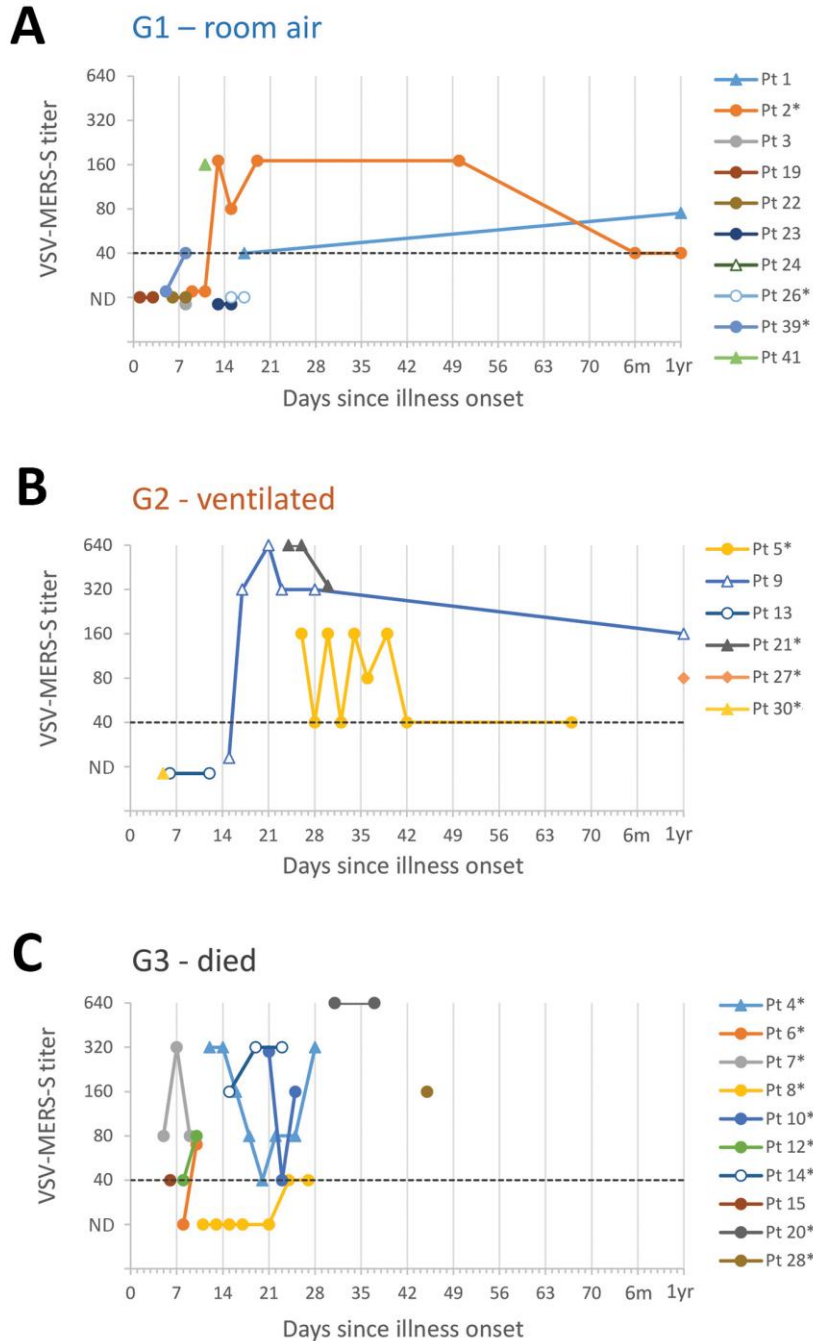 A
G1 – room air
VSV-MERS-S titer
640
320
160
80
40
ND
0 7 14 21 28 35 42 49 56 63 70 6m 1yr
Days since illness onset
Pt 1
Pt 2*
Pt 3
Pt 19
Pt 22
Pt 23
Pt 24
Pt 26*
Pt 39*
Pt 41
B
G2 - ventilated
VSV-MERS-S titer
640
320
160
80
40
ND
0 7 14 21 28 35 42 49 56 63 70 6m 1yr
Days since illness onset
Pt 5*
Pt 9
Pt 13
Pt 21*
Pt 27*
Pt 30*
C
G3 - died
VSV-MERS-S titer
640
320
160
80
40
ND
0 7 14 21 28 35 42 49 56 63 70 6m 1yr
Days since illness onset
Pt 4*
Pt 6*
Pt 7*
Pt 8*
Pt 10*
Pt 12*
Pt 14*
Pt 15
Pt 20*
Pt 28*